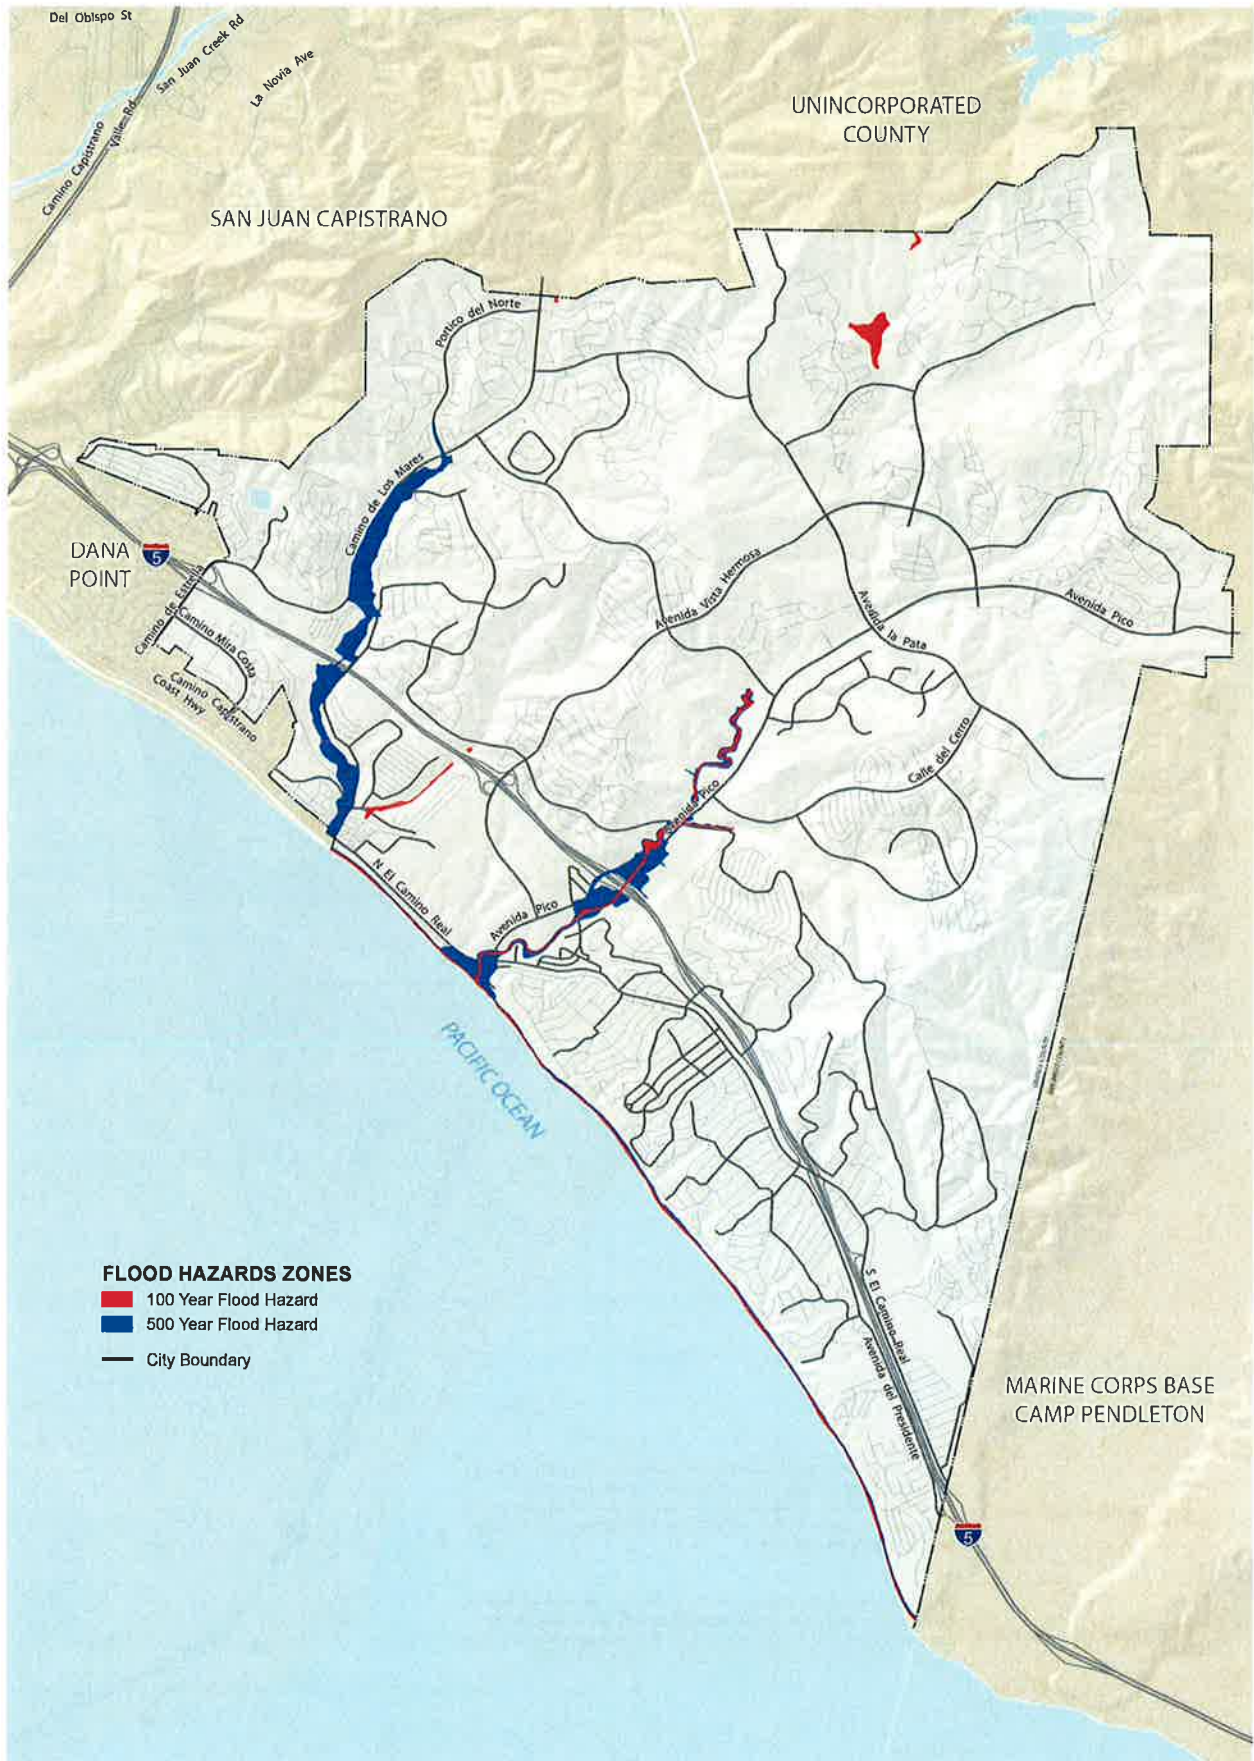 Del Obispo St
San Juan Creek Rd
La Novia Ave
Camino Capistrano
Valle Rd
UNINCORPORATED
COUNTY
SAN JUAN CAPISTRANO
Portico del Norte
Camino de Los Mares
DANA
POINT
5
Camino de Estrella
Camino Mira Costa
Camino Capistrano
Coast Hwy
Avenida Vista Hermosa
Avenida la Pata
Avenida Pico
Calle del Cerro
Avenida Pico
N El Camino Real
Avenida Pico
PACIFIC OCEAN
FLOOD HAZARDS ZONES
100 Year Flood Hazard
500 Year Flood Hazard
City Boundary
S El Camino Real
Avenida del Presidente
MARINE CORPS BASE
CAMP PENDLETON
5